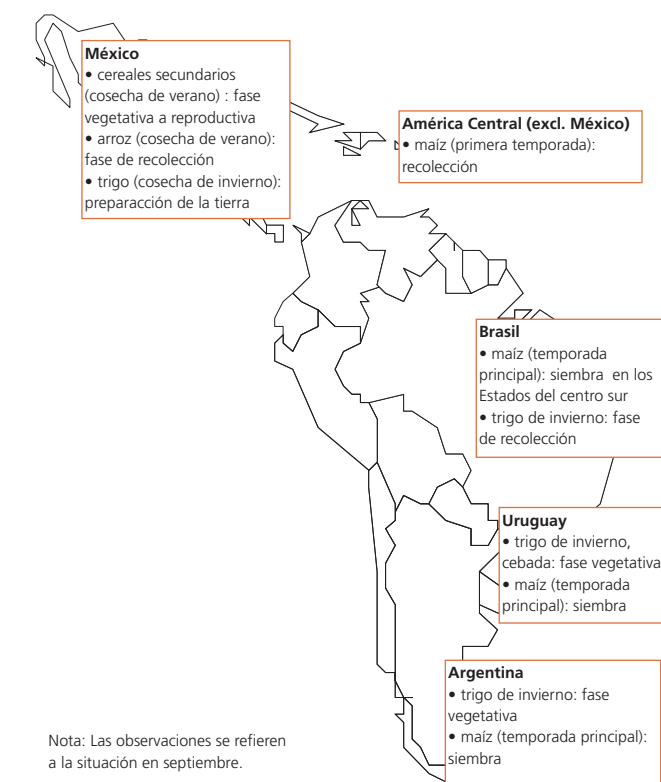 México
• cereales secundarios
(cosecha de verano) : fase
vegetativa a reproductiva
• arroz (cosecha de verano):
fase de recolección
• trigo (cosecha de invierno):
preparacción de la tierra
América Central (excl. México)
• maíz (primera temporada):
recolección
Brasil
• maíz (temporada
principal): siembra en los
Estados del centro sur
• trigo de invierno: fase
de recolección
Uruguay
• trigo de invierno,
cebada: fase vegetativa
• maíz (temporada
principal): siembra
Argentina
• trigo de invierno: fase
vegetativa
• maíz (temporada principal):
siembra
Nota: Las observaciones se refieren
a la situación en septiembre.